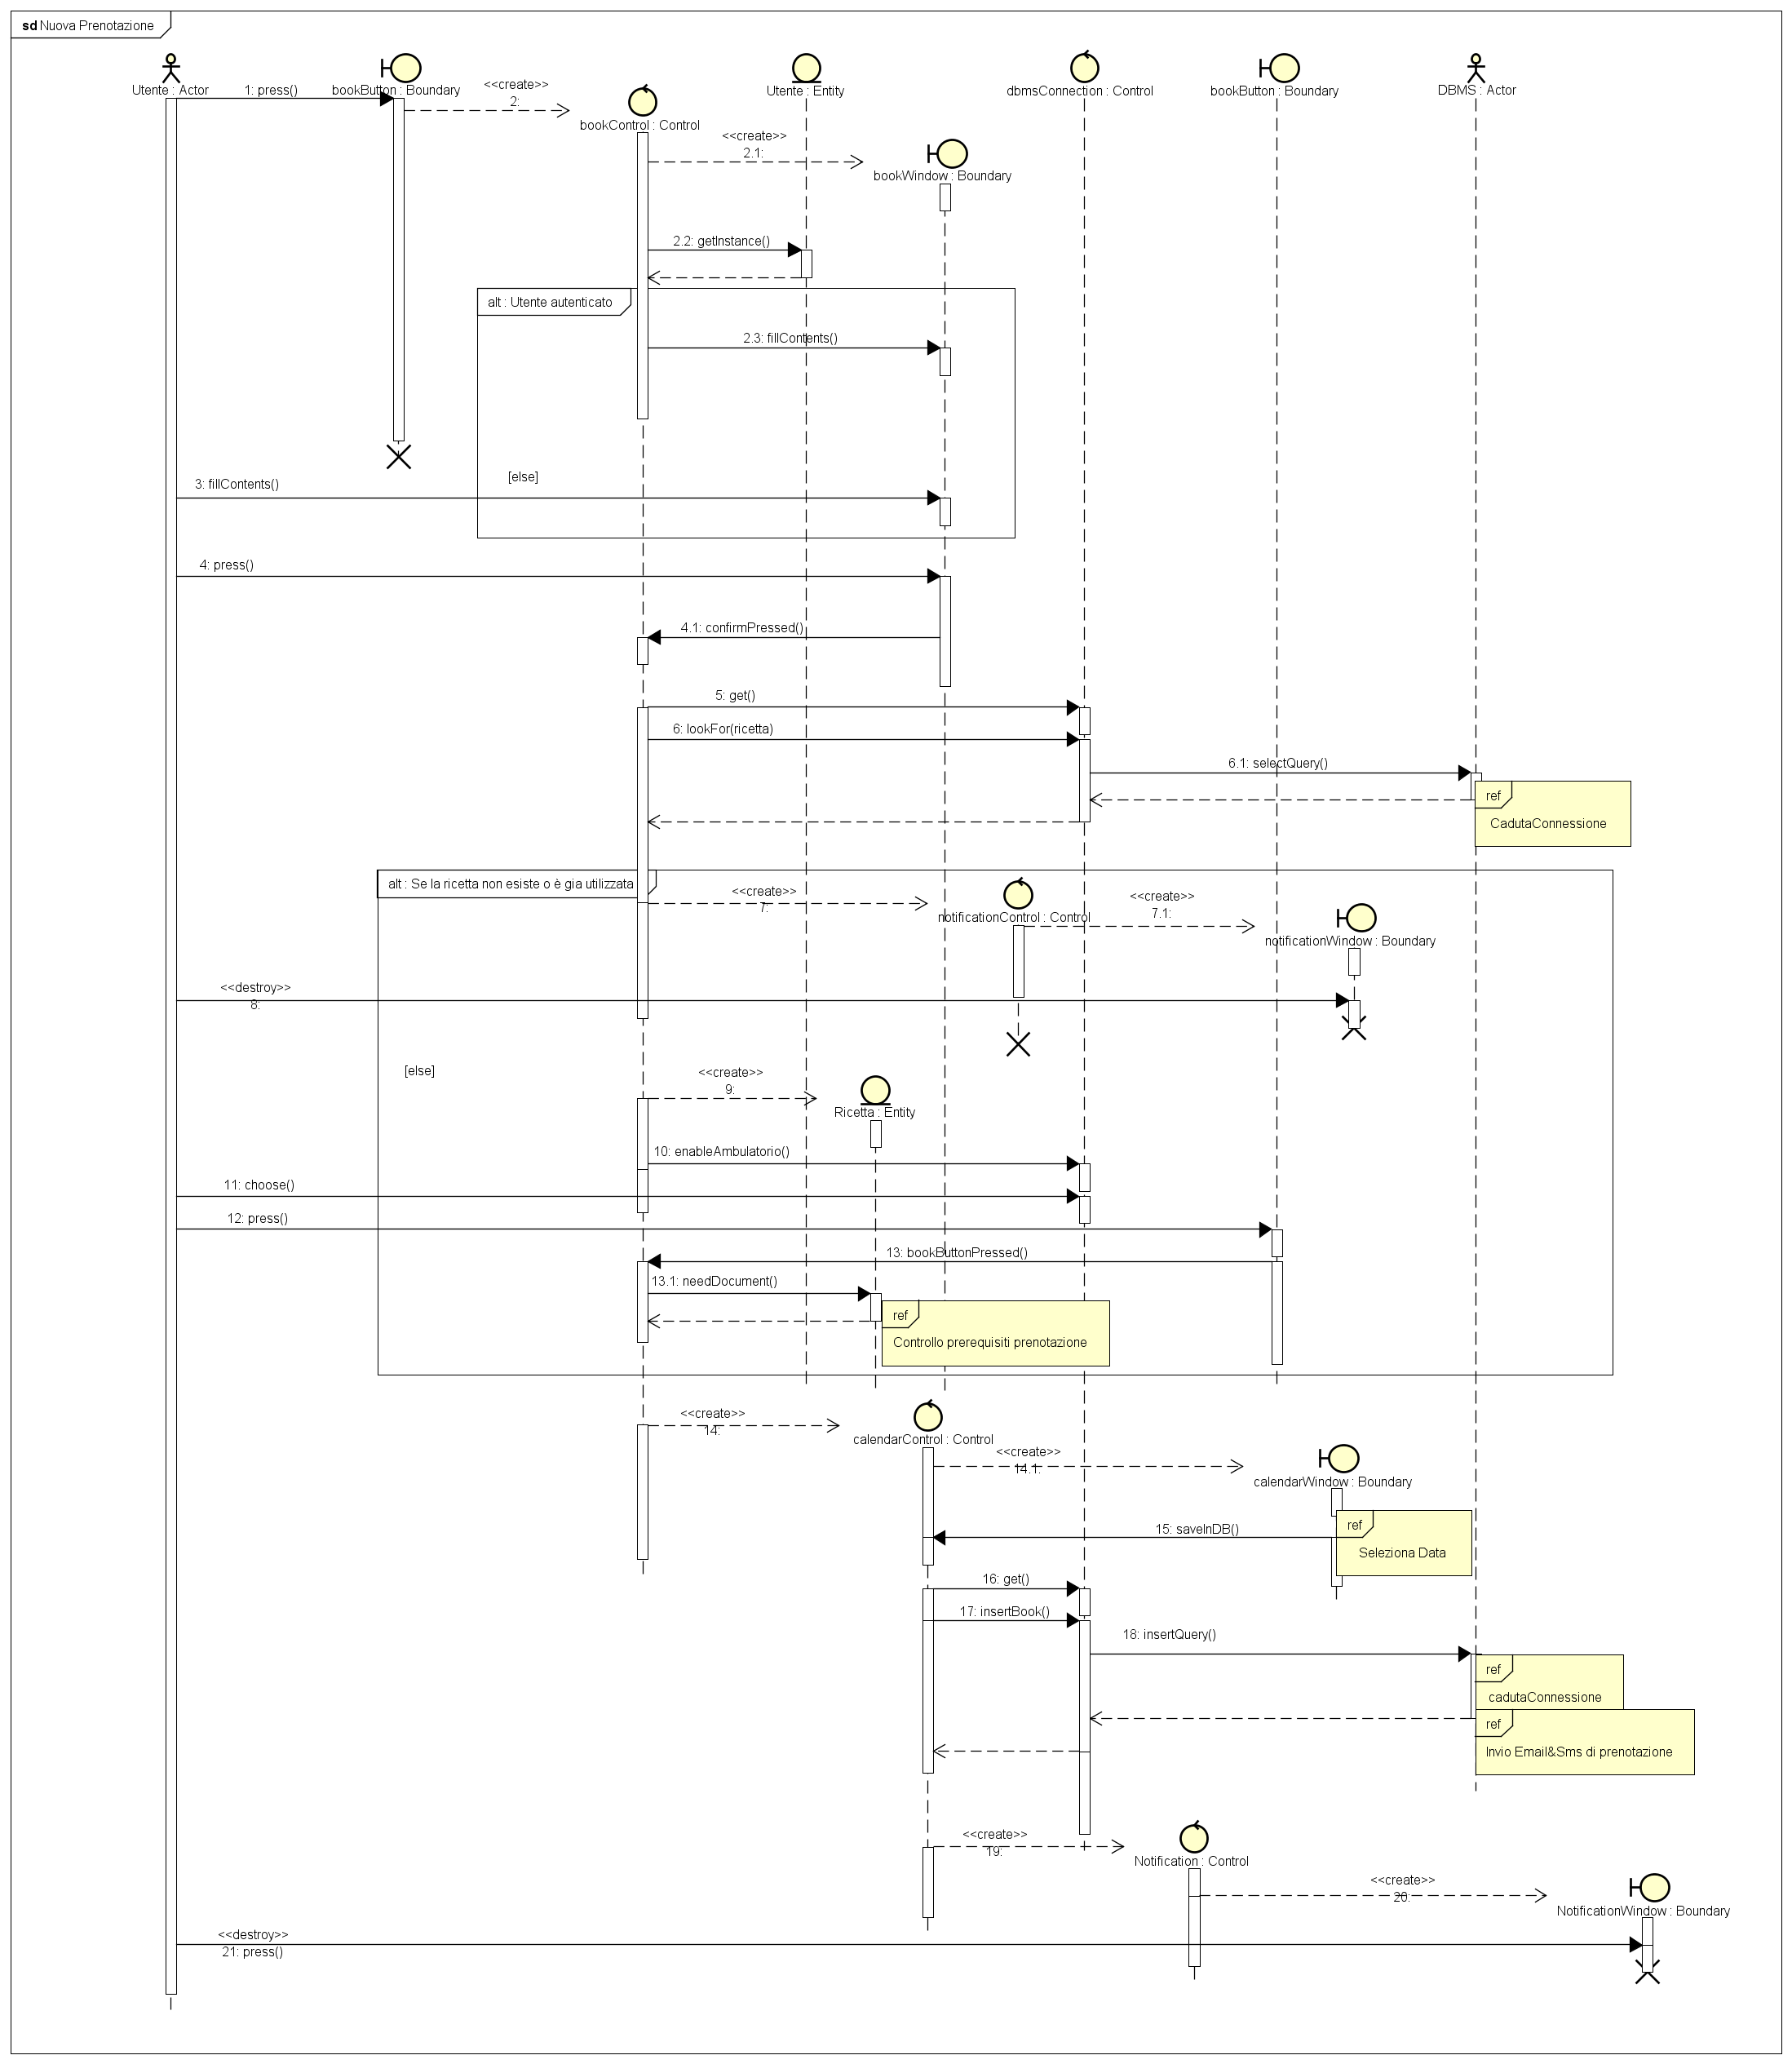 sd Nuova Prenotazione
Utente : Actor
1: press()
bookButton : Boundary
<<create>>
2:
bookControl : Control
Utente : Entity
dbmsConnection : Control
bookButton : Boundary
DBMS : Actor
<<create>>
2.1:
bookWindow : Boundary
2.2: getInstance()
alt : Utente autenticato
2.3: fillContents()
[else]
3: fillContents()
4: press()
4.1: confirmPressed()
5: get()
6: lookFor(ricetta)
6.1: selectQuery()
ref
CadutaConnessione
alt : Se la ricetta non esiste o è gia utilizzata
<<create>>
7:
notificationControl : Control
<<create>>
7.1:
notificationWindow : Boundary
<<destroy>>
8:
[else]
<<create>>
9:
Ricetta : Entity
10: enableAmbulatorio()
11: choose()
12: press()
13: bookButtonPressed()
13.1: needDocument()
ref
Controllo prerequisiti prenotazione
<<create>>
14:
calendarControl : Control
<<create>>
14.1:
calendarWindow : Boundary
15: saveInDB()
ref
Seleziona Data
16: get()
17: insertBook()
18: insertQuery()
ref
cadutaConnessione
ref
Invio Email&Sms di prenotazione
<<create>>
19:
Notification : Control
<<create>>
20:
NotificationWindow : Boundary
<<destroy>>
21: press()